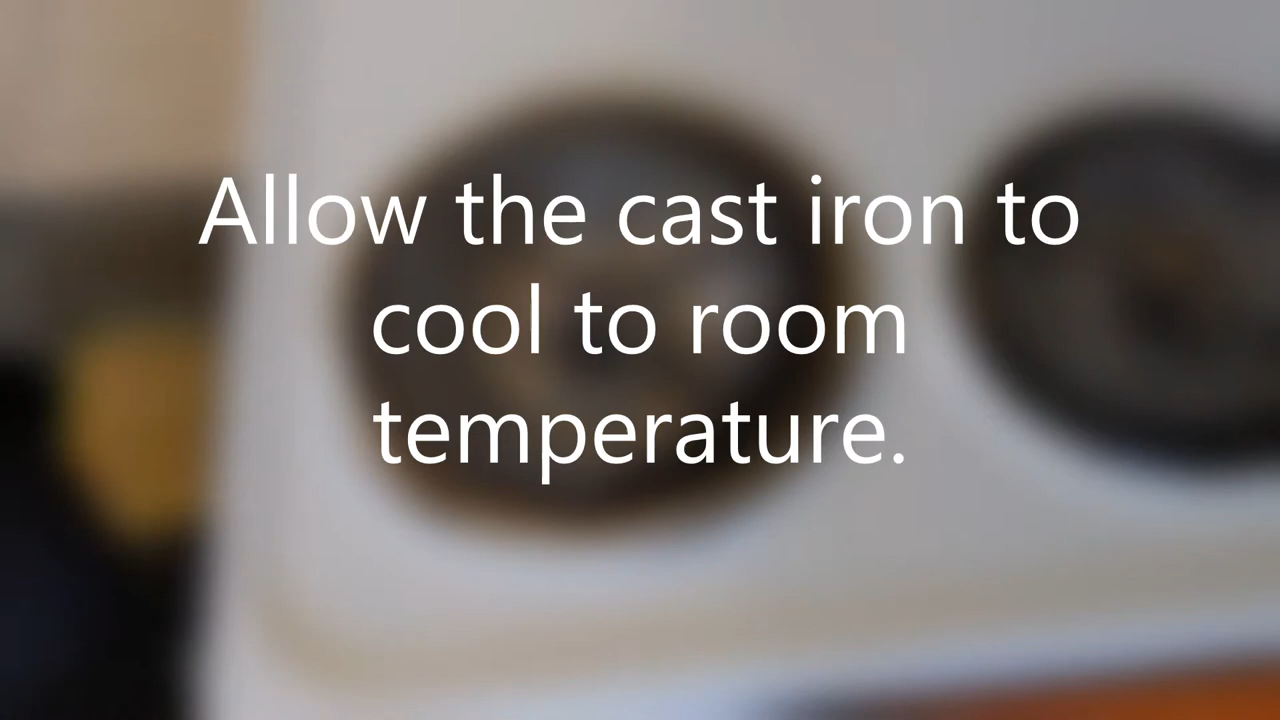 Allow the cast iron to
cool to room
temperature.